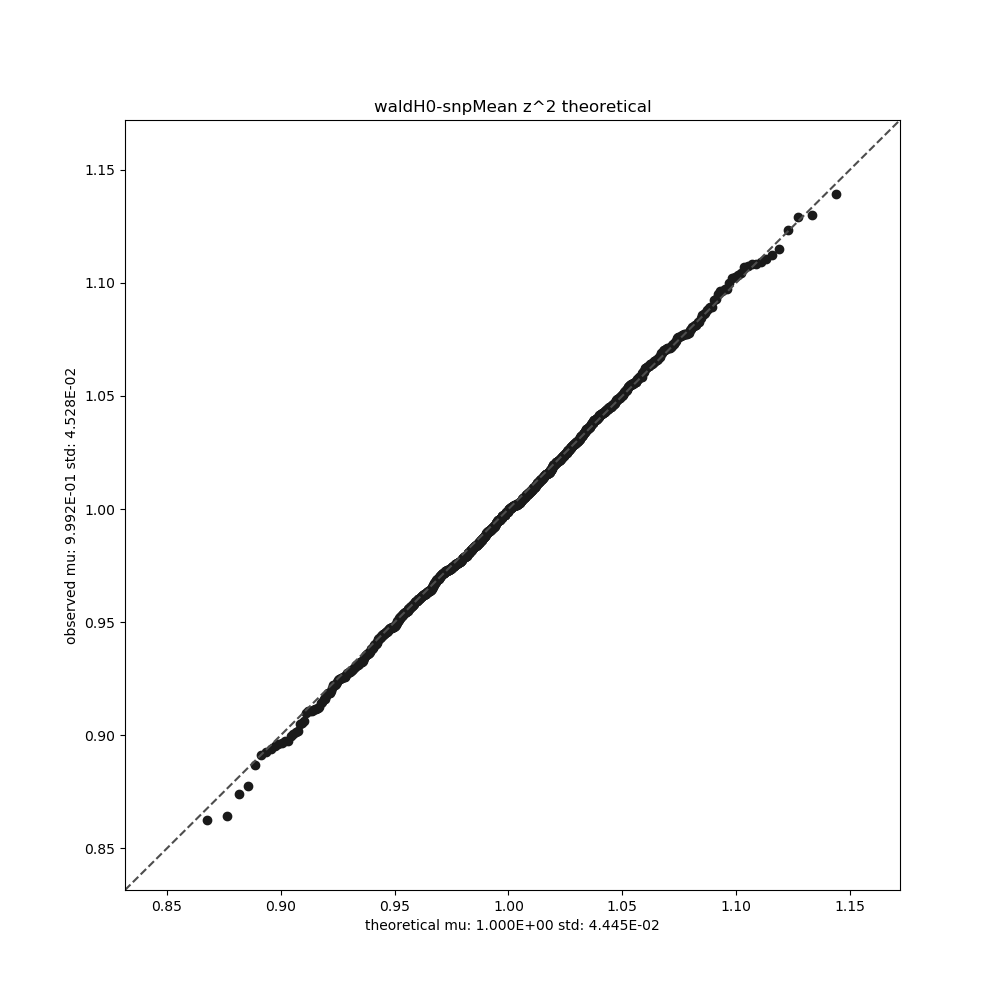 waldH0-snpMean z^2 theoretical
1.15
1.10
1.05
1.00
0.95
0.90
0.85
observed mu: 9.992E-01 std: 4.528E-02
0.85 0.90 0.95 1.00 1.05 1.10 1.15
theoretical mu: 1.000E+00 std: 4.445E-02